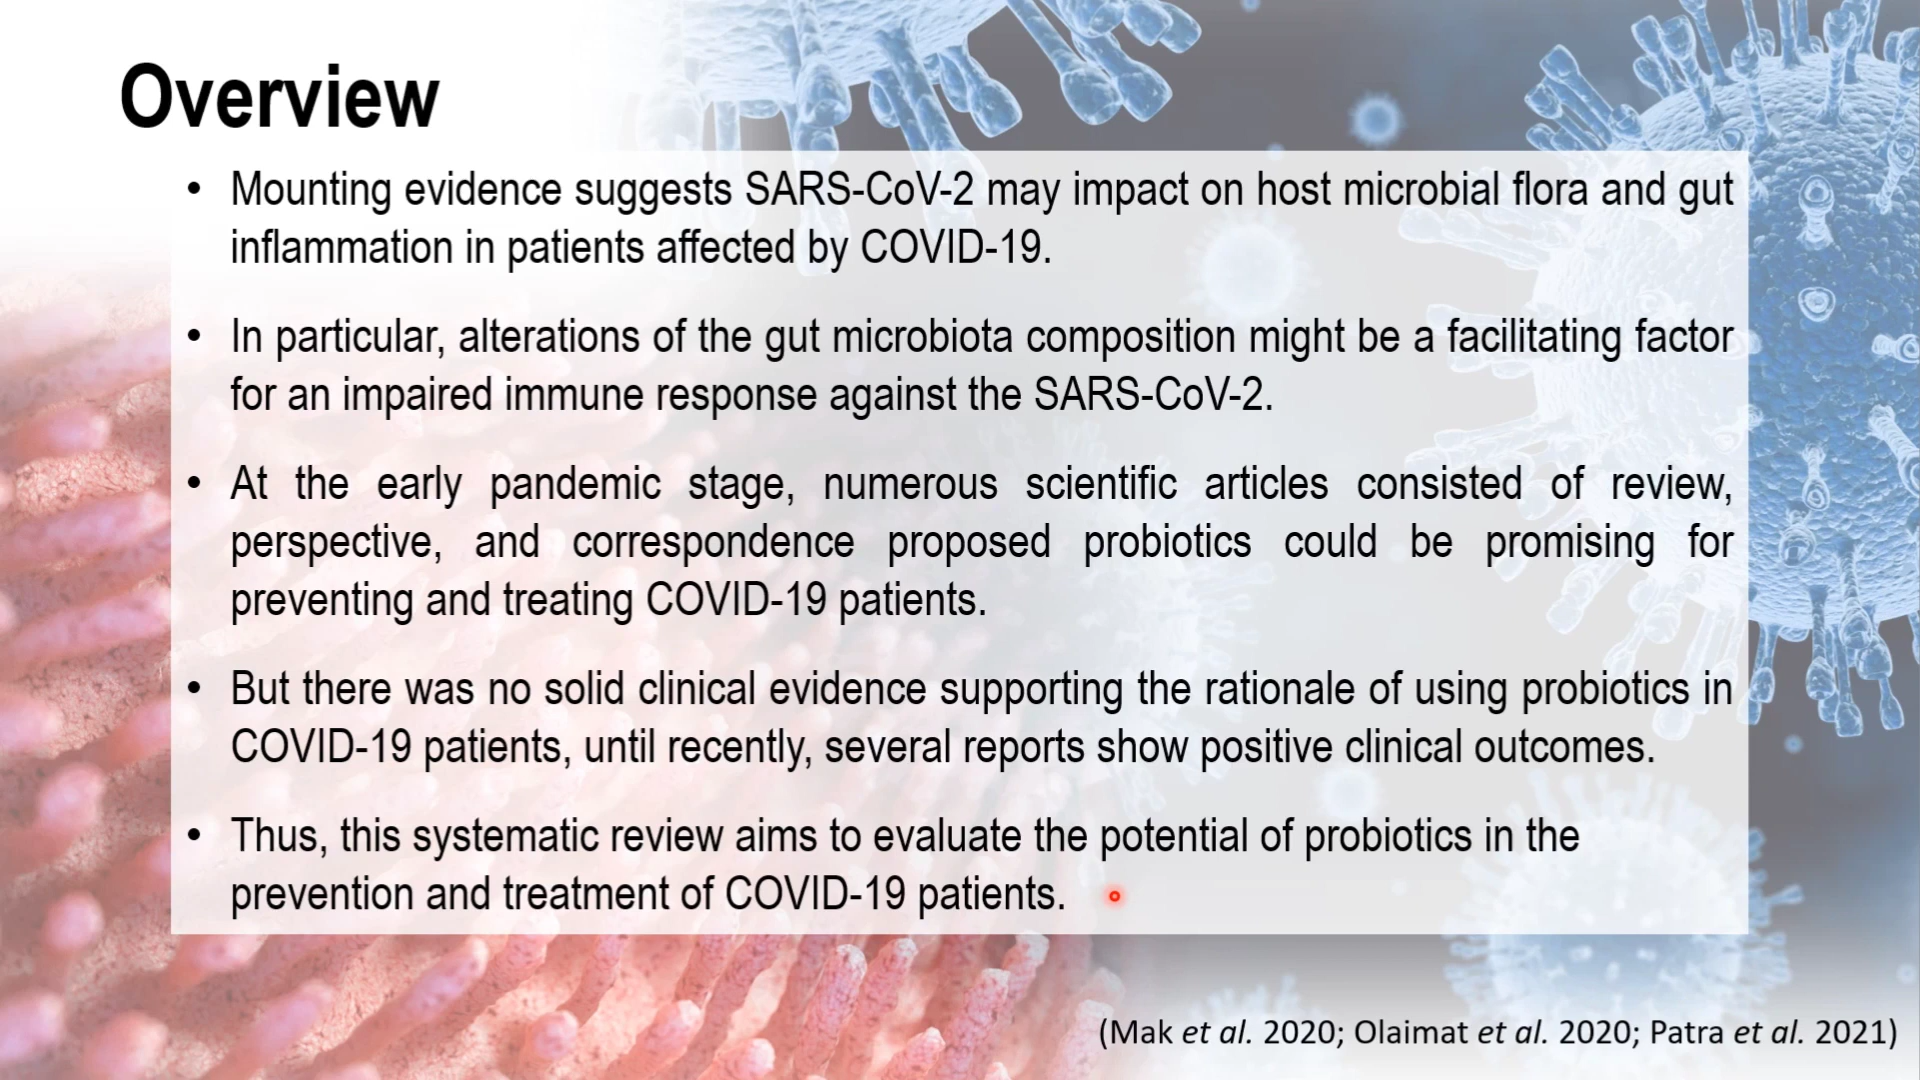 Overview
• Mounting evidence suggests SARS-CoV-2 may impact on host microbial flora and gut
inflammation in patients affected by COVID-19.
• In particular, alterations of the gut microbiota composition might be a facilitating factor
for an impaired immune response against the SARS-CoV-2.
• At the early pandemic stage, numerous scientific articles consisted of review,
perspective, and correspondence proposed probiotics could be promising for
preventing and treating COVID-19 patients.
• But there was no solid clinical evidence supporting the rationale of using probiotics in
COVID-19 patients, until recently, several reports show positive clinical outcomes.
• Thus, this systematic review aims to evaluate the potential of probiotics in the
prevention and treatment of COVID-19 patients.
(Mak et al. 2020; Olaimat et al. 2020; Patra et al. 2021)